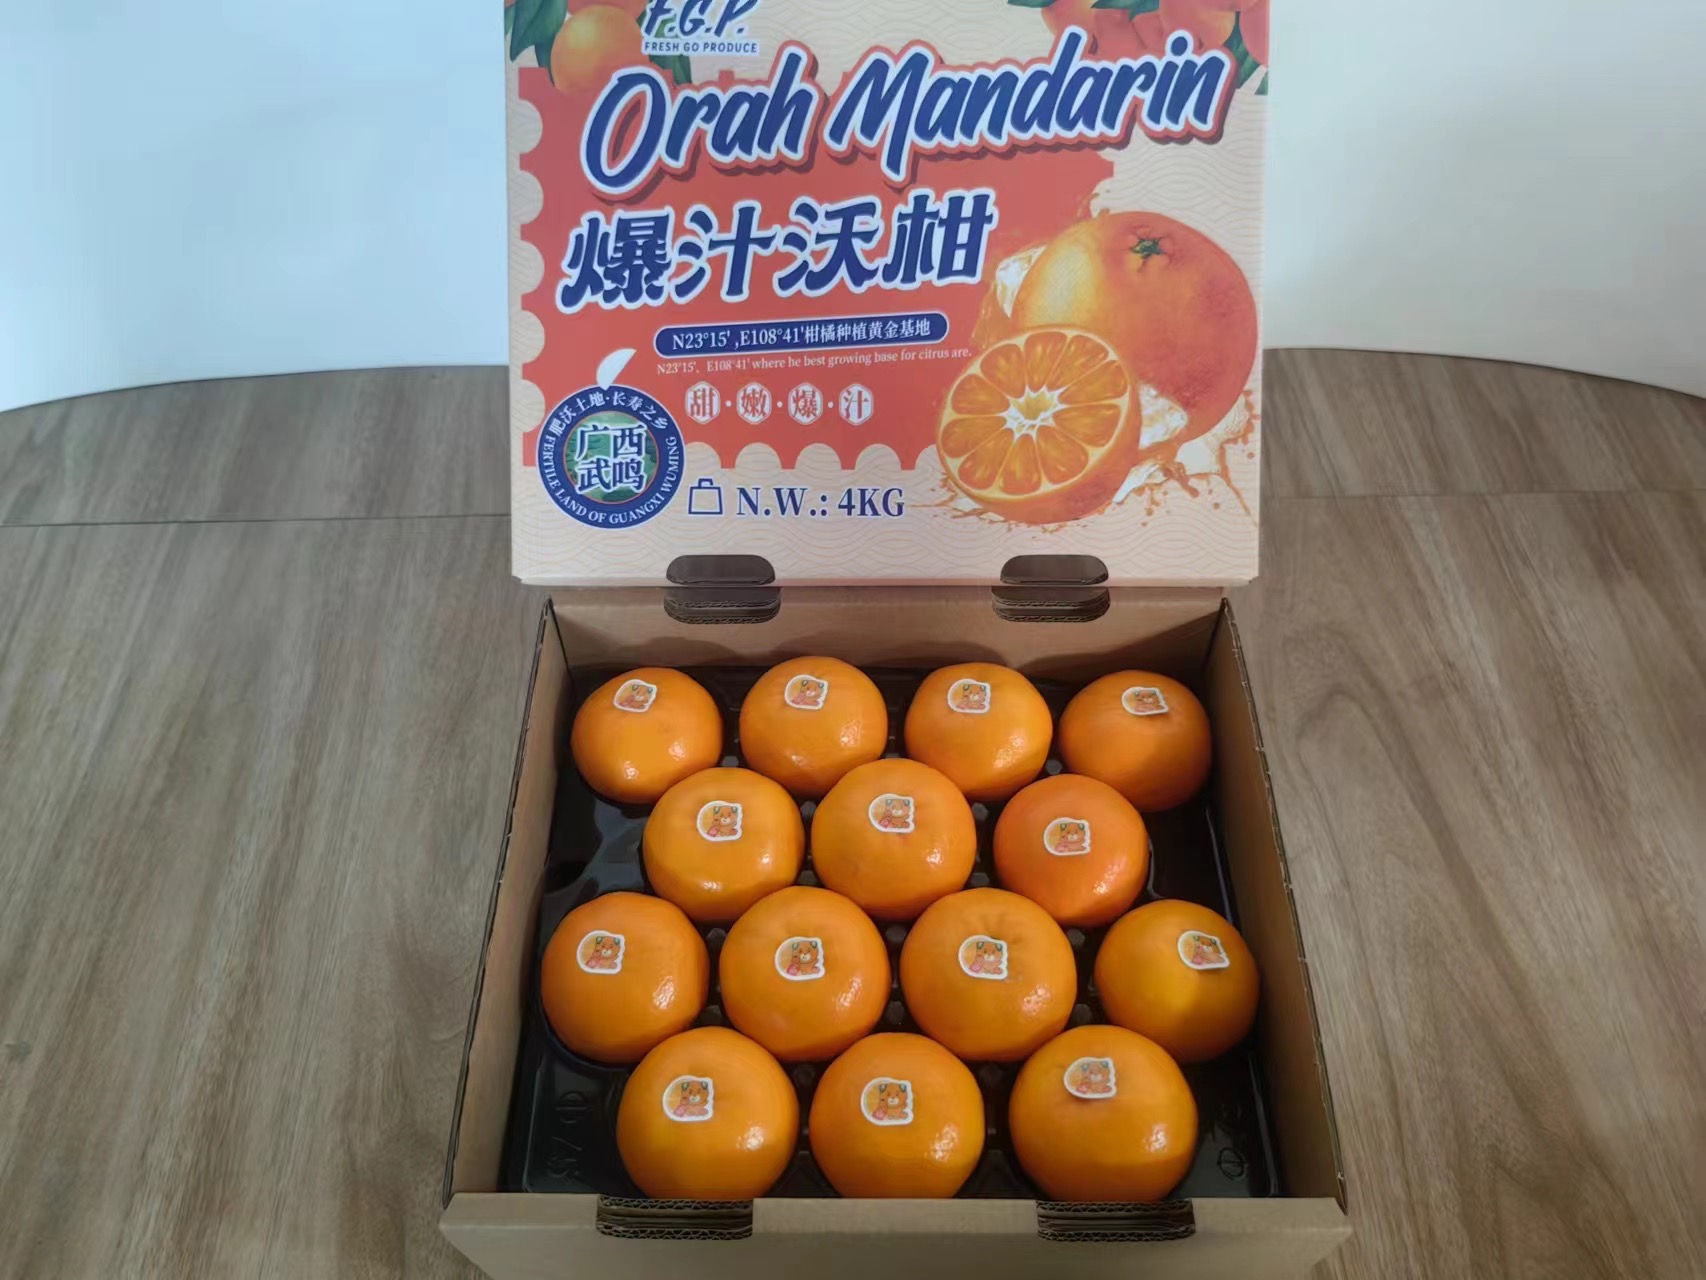 F.G.P.
FRESH GO PRODUCE
Orah Mandarin
爆汁沃柑
N23°15′,E108°41′柑橘种植黄金基地
N23°15′、E108°41′ where he best growing base for citrus are.
甜·嫩·爆·汁
肥沃土地·长寿之乡
广西
武鸣
FERTILE LAND OF GUANGXI WUMING
N.W.: 4KG